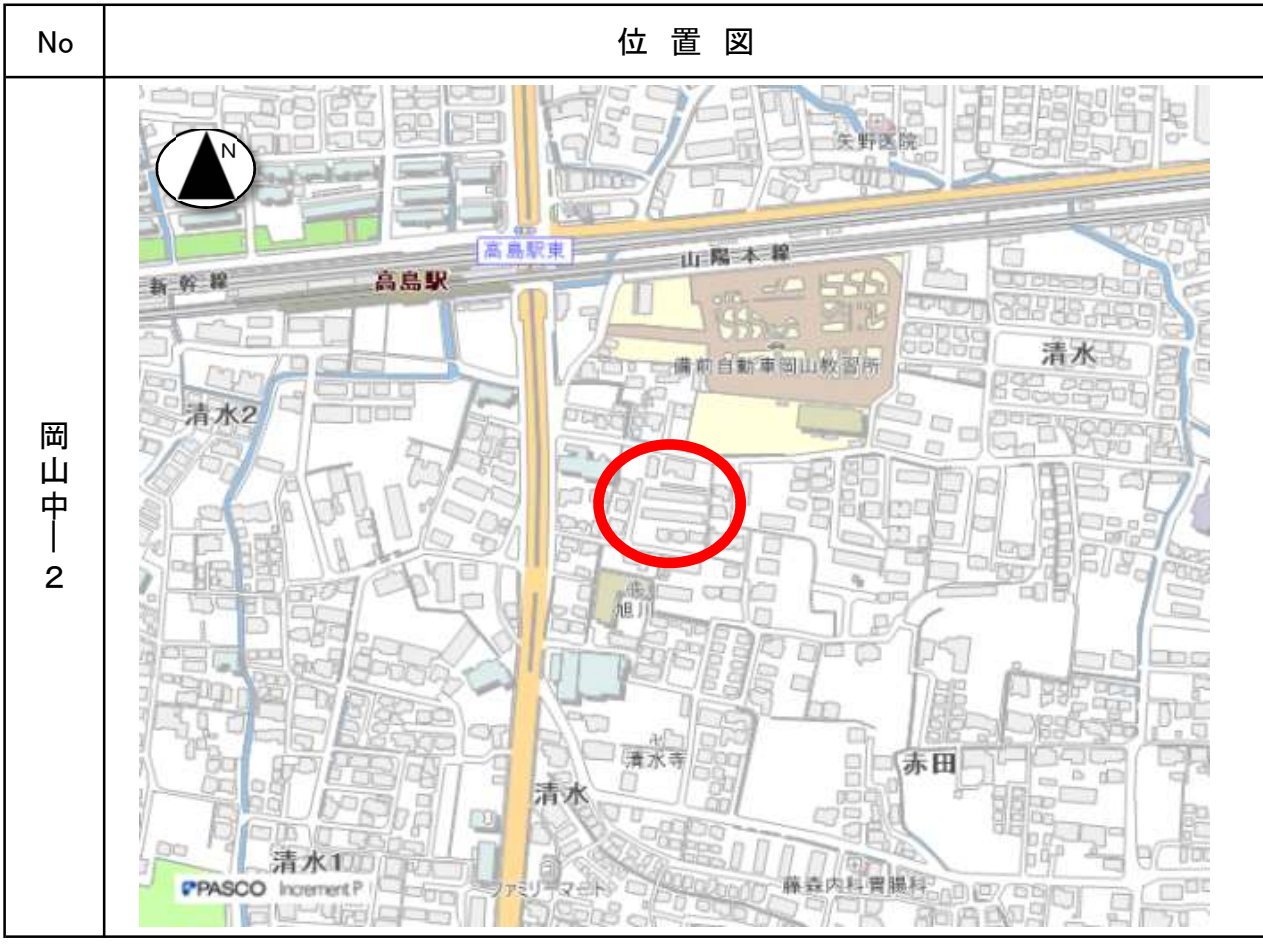 No
位 置 図
岡山中―2
N
矢野医院
高島駅東
新幹線
高島駅
山陽本線
備前自動車岡山教習所
清水
清水2
旭川
清水寺
赤田
清水
清水1
PASCO Increment P
ファミリーマート
藤森内科胃腸科